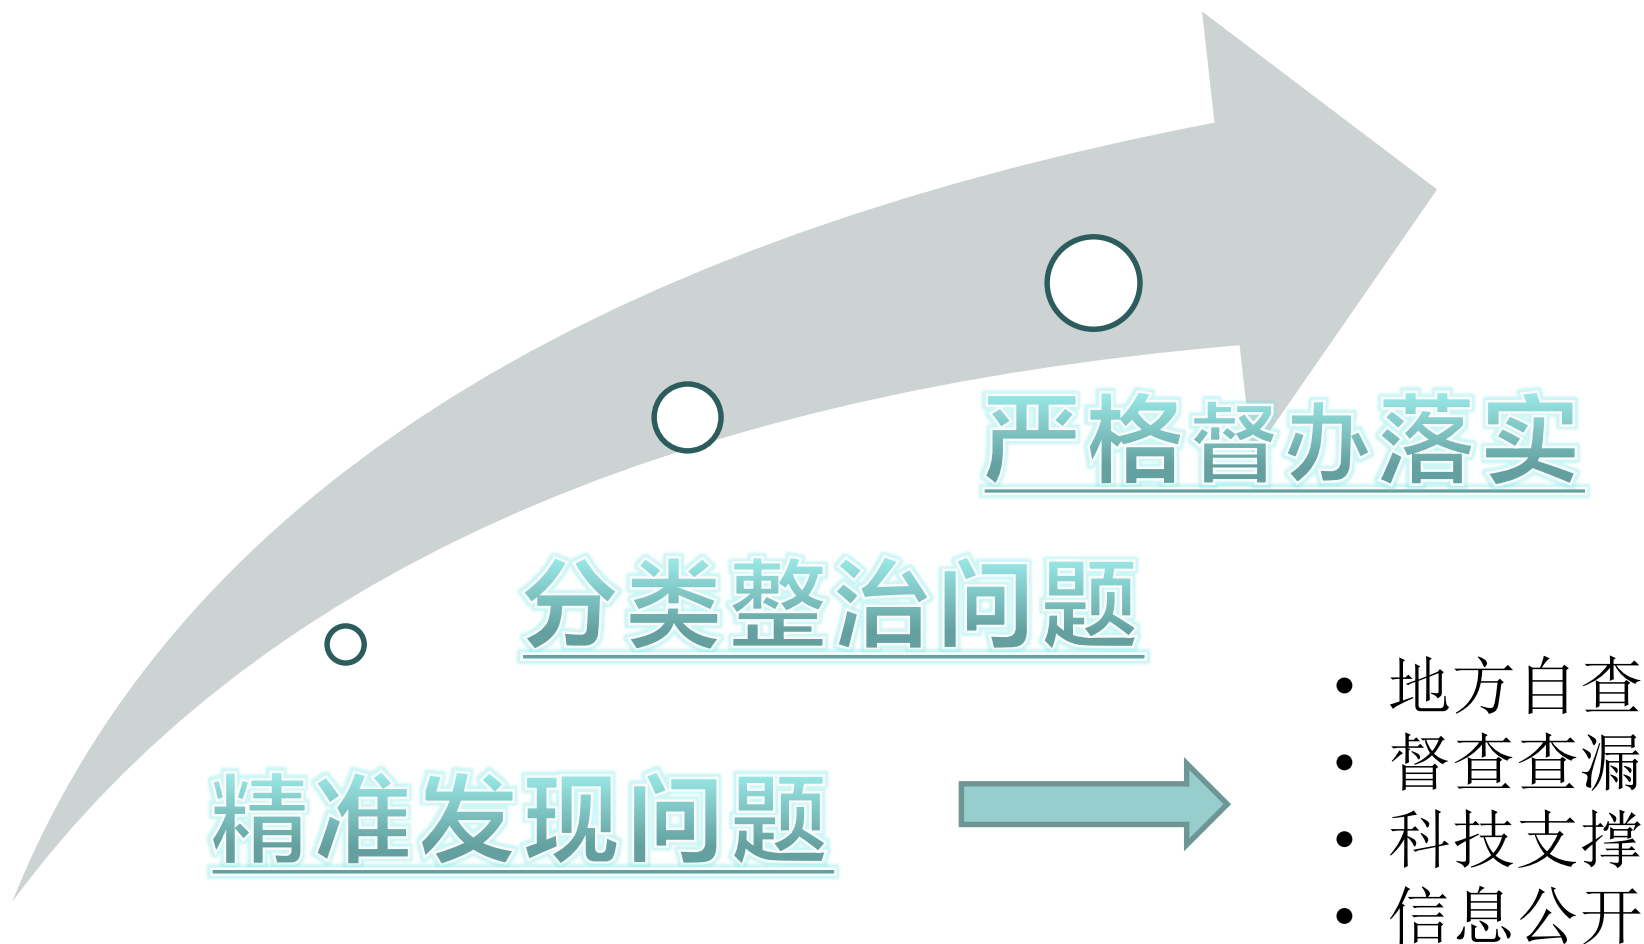 严格督办落实
分类整治问题
精准发现问题
• 地方自查
• 督查查漏
• 科技支撑
• 信息公开